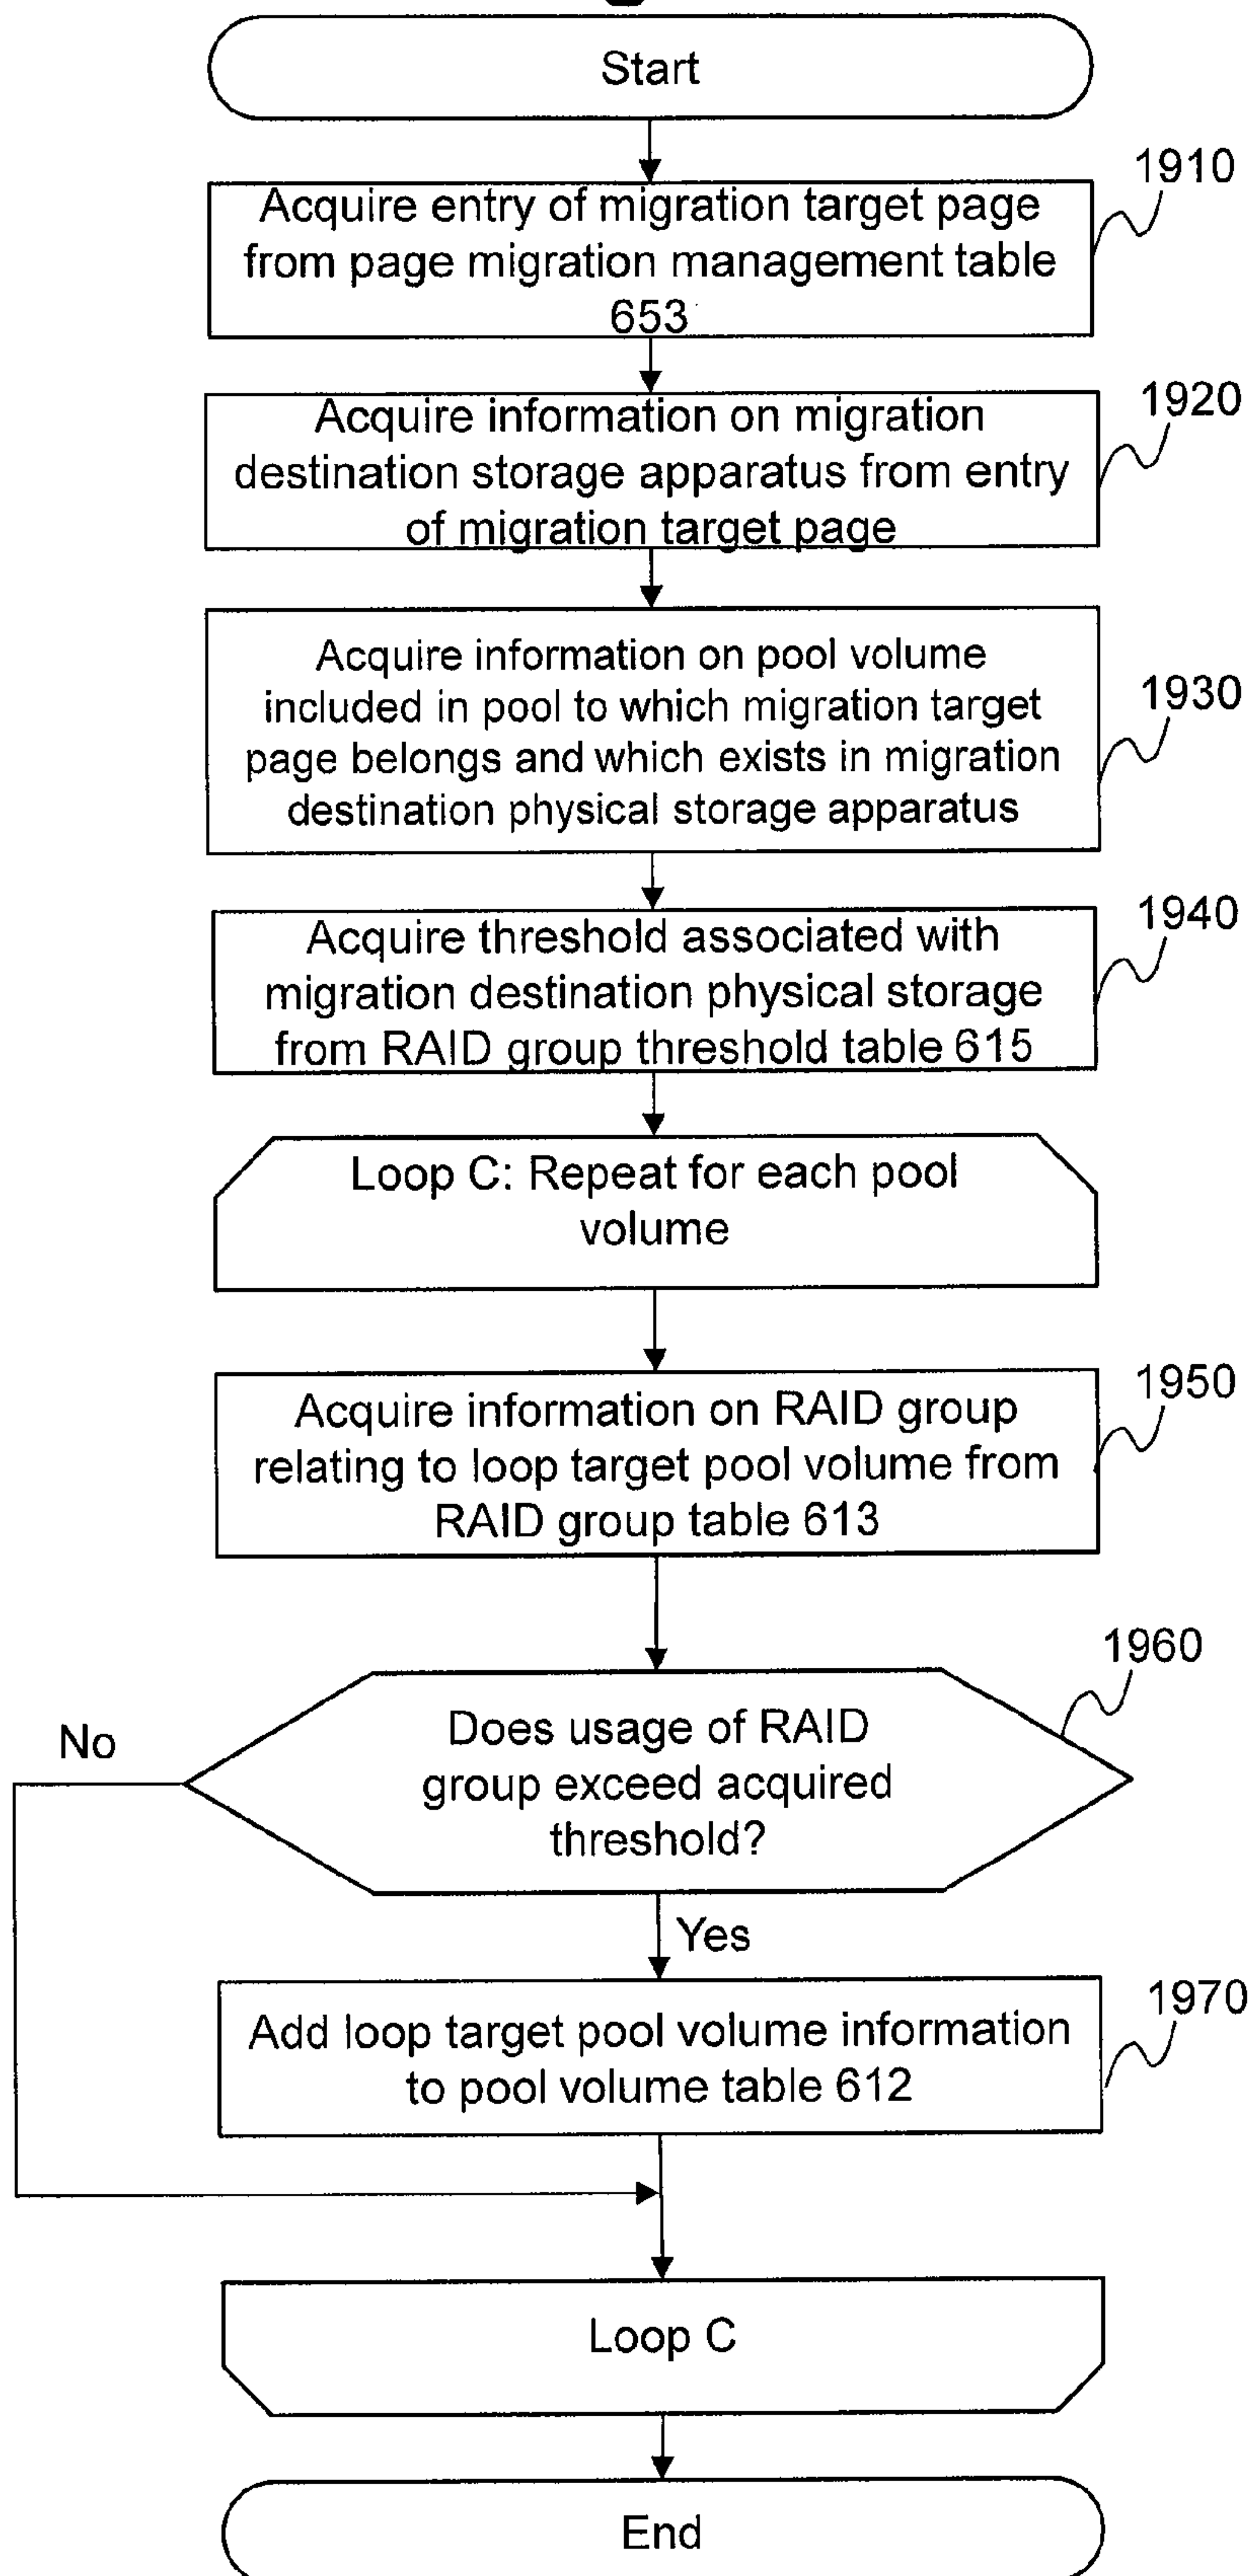 Start
1910
Acquire entry of migration target page
from page migration management table
653
1920
Acquire information on migration
destination storage apparatus from entry
of migration target page
1930
Acquire information on pool volume
included in pool to which migration target
page belongs and which exists in migration
destination physical storage apparatus
1940
Acquire threshold associated with
migration destination physical storage
from RAID group threshold table 615
Loop C: Repeat for each pool
volume
1950
Acquire information on RAID group
relating to loop target pool volume from
RAID group table 613
1960
Does usage of RAID
group exceed acquired
threshold?
No
Yes
1970
Add loop target pool volume information
to pool volume table 612
Loop C
End